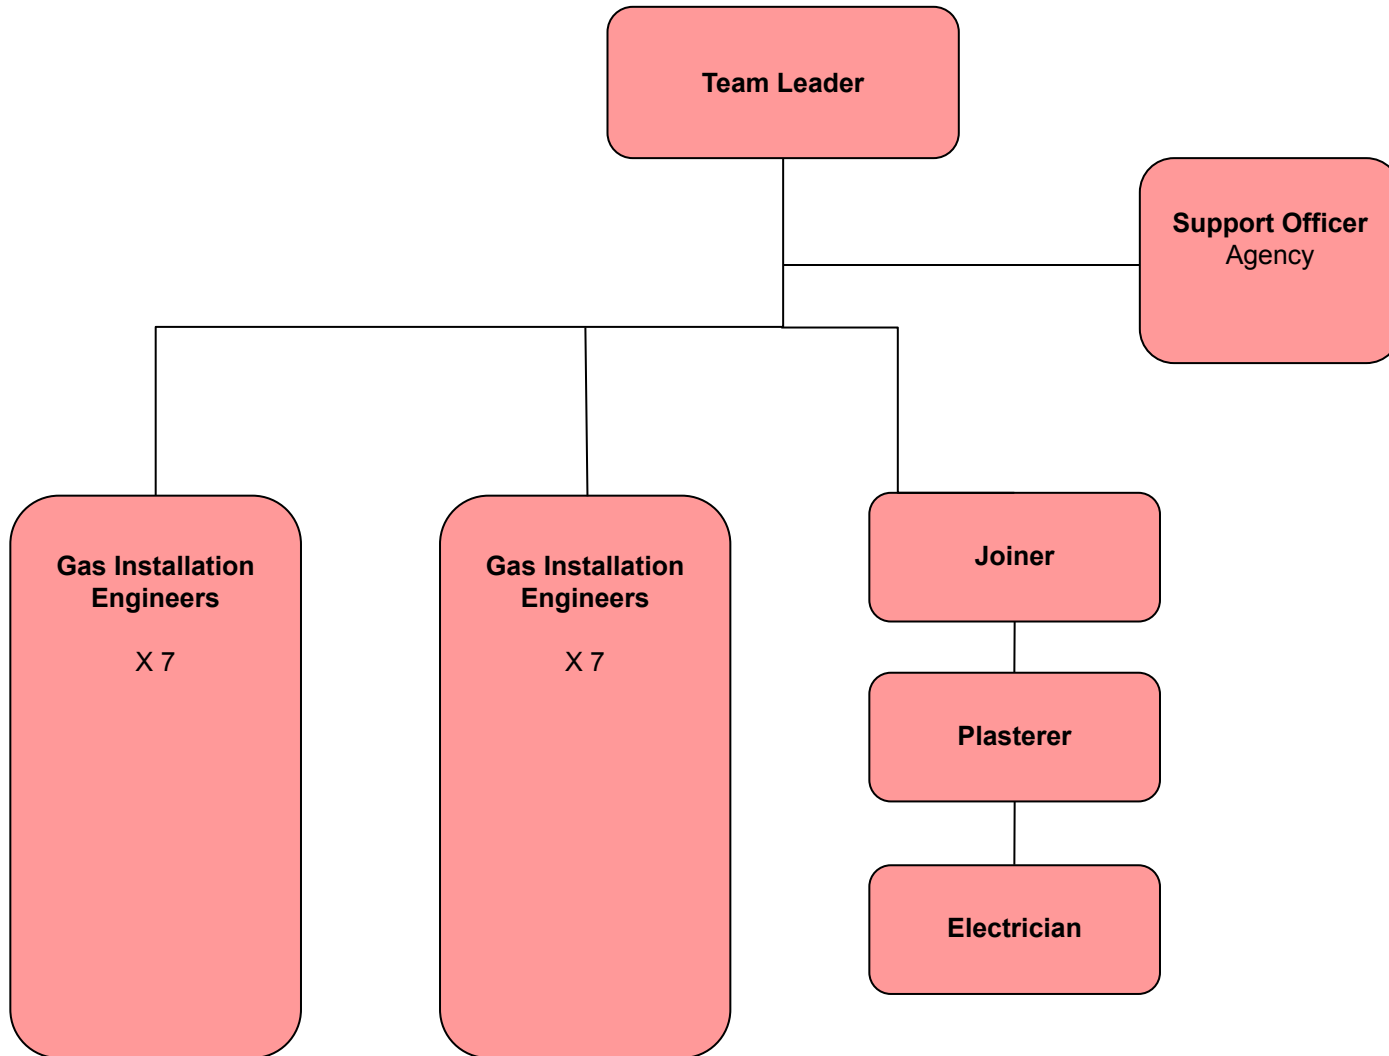 Team Leader
Support Officer
Agency
Gas Installation
Engineers
X 7
Gas Installation
Engineers
X 7
Joiner
Plasterer
Electrician